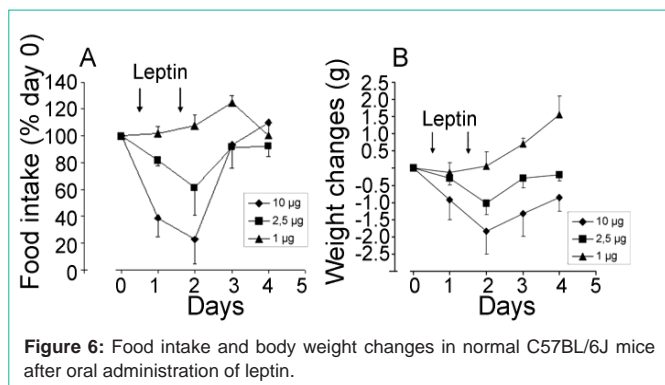 A
Leptin
Food intake (% day 0)
140
120
100
80
60
40
20
0
10 µg
2,5 µg
1 µg
0 1 2 3 4 5
Days
B
Leptin
Weight changes (g)
2.5
2.0
1.5
1.0
0.5
-0.5
-1.0
-1.5
-2.0
-2.5
10 µg
2,5 µg
1 µg
0 1 2 3 4 5
Days
Figure 6: Food intake and body weight changes in normal C57BL/6J mice
after oral administration of leptin.